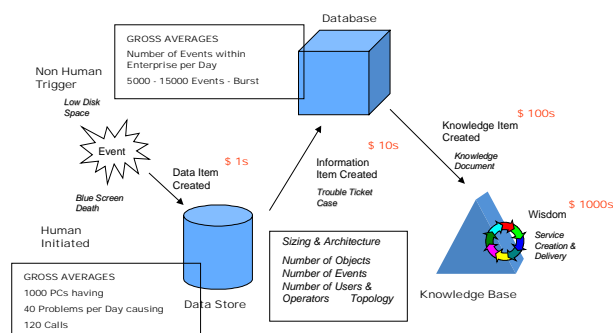 Database
GROSS AVERAGES
Number of Events within
Enterprise per Day
5000 - 15000 Events - Burst
Non Human
Trigger
Low Disk
Space
Event
Blue Screen
Death
Human
Initiated
GROSS AVERAGES
1000 PCs having
40 Problems per Day causing
120 Calls
$ 1s
Data Item
Created
Data Store
$ 10s
Information
Item Created
Trouble Ticket
Case
Sizing & Architecture
Number of Objects
Number of Events
Number of Users &
Operators Topology
$ 100s
Knowledge Item
Created
Knowledge
Document
$ 1000s
Wisdom
Service
Creation &
Delivery
Knowledge Base